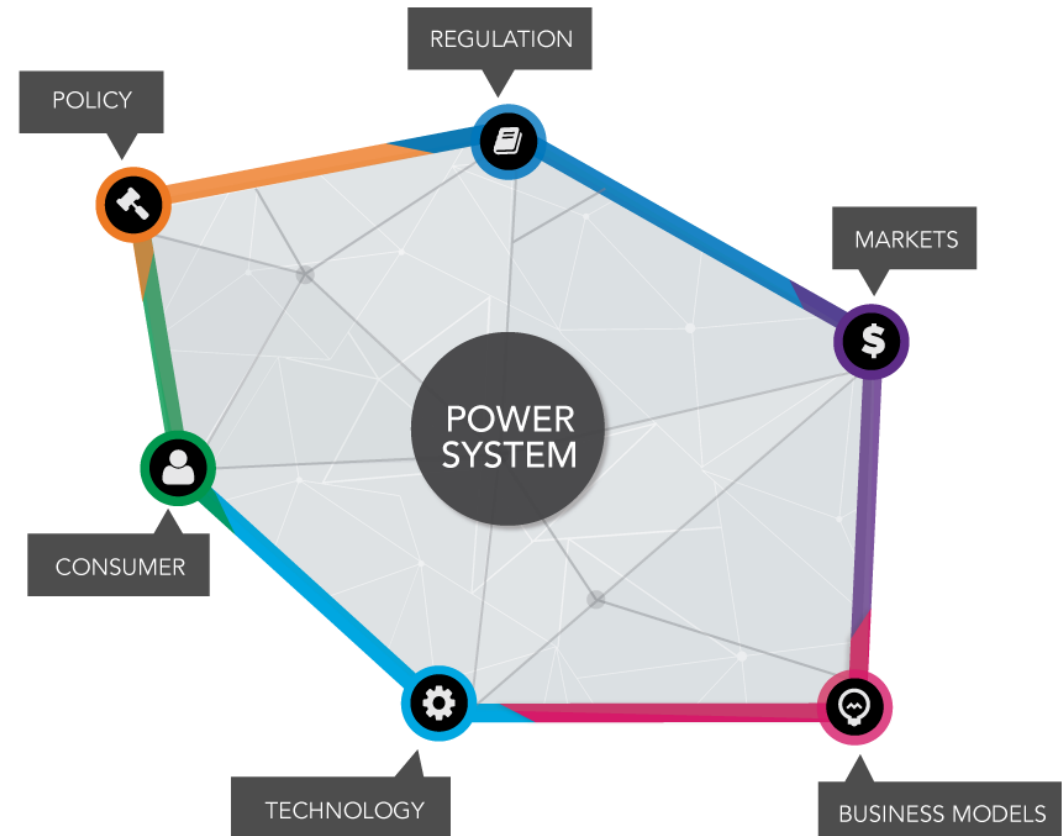 REGULATION
POLICY
MARKETS
$
POWER
SYSTEM
CONSUMER
TECHNOLOGY
BUSINESS MODELS